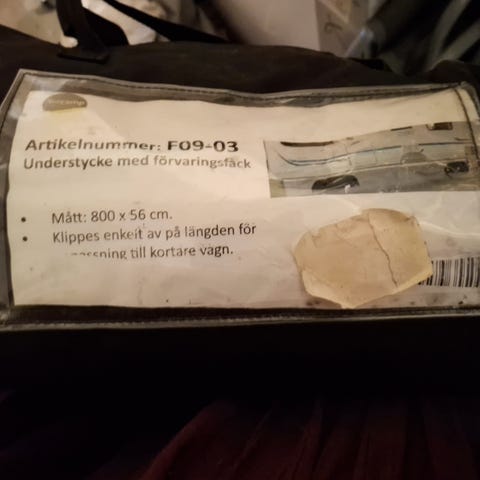 Artikelnummer: F09-03
Understycke med förvaringsfäck
• Mått: 800 x 56 cm.
• Klippes enkelt av på längden för
till kortare vagn.